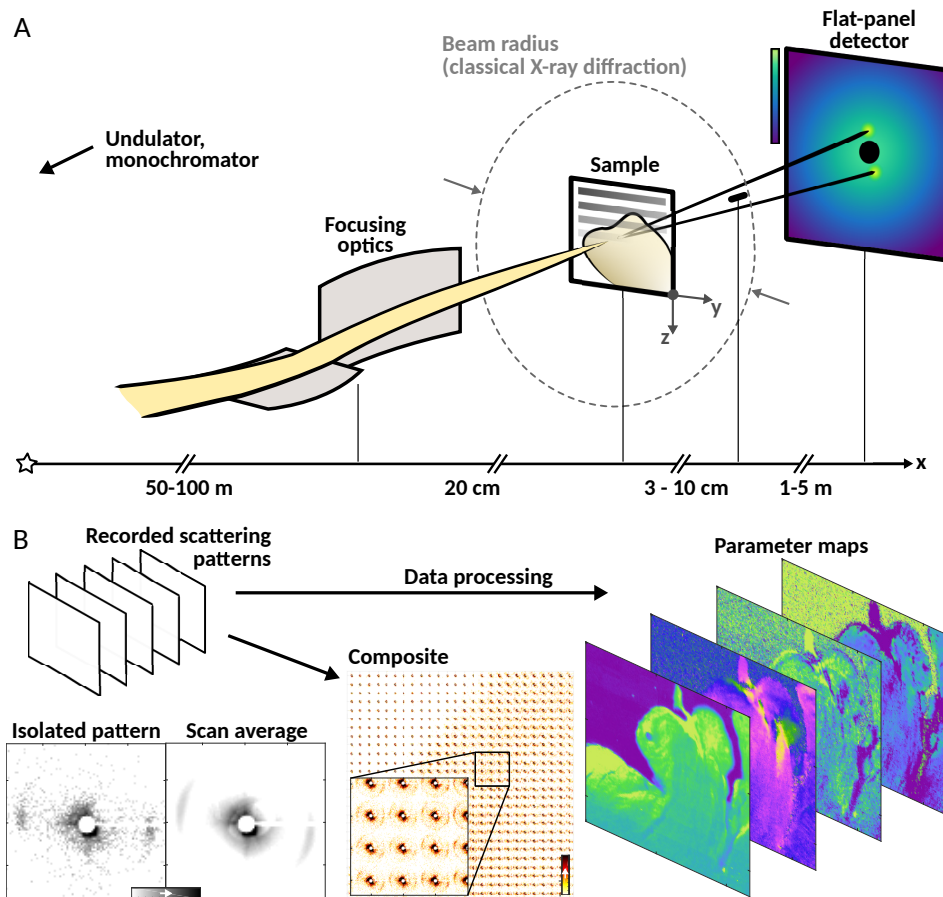 A
Flat-panel
detector
Beam radius
(classical X-ray diffraction)
Undulator,
monochromator
Sample
Focusing
optics
y
z
x
50-100 m
20 cm
3 - 10 cm
1-5 m
B
Recorded scattering
patterns
Parameter maps
Data processing
Composite
Isolated pattern
Scan average